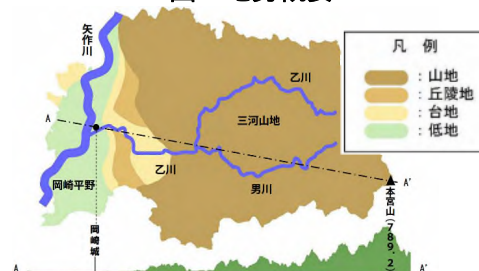 矢作川
乙川
三河山地
A
岡崎平野
乙川
男川
A'
本宮山(789.2)
岡崎城
A
A'
凡 例
：山地
：丘陵地
：台地
：低地